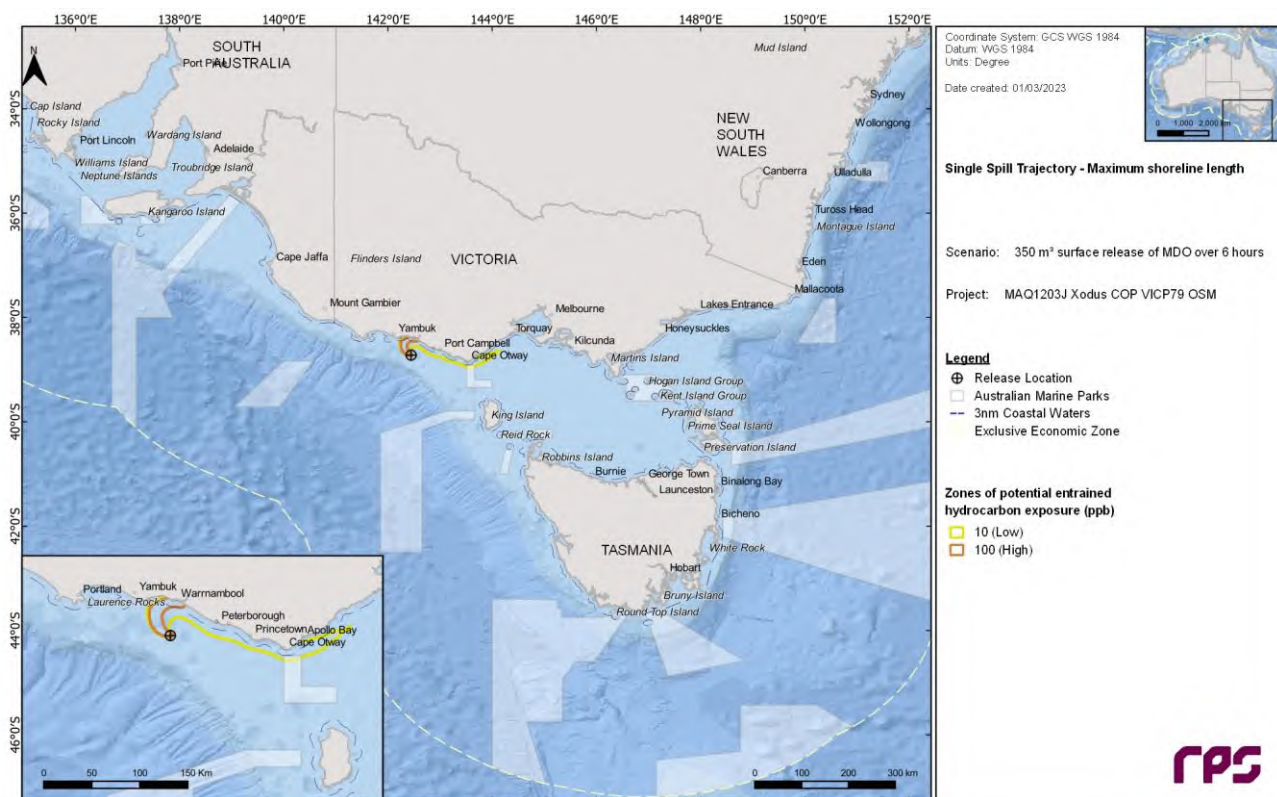 136°0'E 138°0'E 140°0'E 142°0'E 144°0'E 146°0'E 148°0'E 150°0'E 152°0'E
34°0'S
36°0'S
38°0'S
40°0'S
42°0'S
44°0'S
46°0'S
N
SOUTH
AUSTRALIA
Port Pirie
Mud Island
Cap Island
Rocky Island
Port Lincoln
Wardang Island
Adelaide
Williams Island
Neptune Islands
Troubridge Island
Kangaroo Island
Sydney
Wollongong
NEW
SOUTH
WALES
Canberra
Ulladulla
Tuross Head
Montague Island
Cape Jaffa
Flinders Island
VICTORIA
Eden
Mallacoota
Mount Gambier
Melbourne
Lakes Entrance
Yambuk
Torquay
Honeysuckles
Port Campbell
Kilcunda
Cape Otway
Martins Island
Hogan Island Group
Kent Island Group
King Island
Pyramid Island
Prime Seal Island
Reid Rock
Preservation Island
Robbins Island
Burnie
George Town
Binalong Bay
Launceston
Bicheno
White Rock
TASMANIA
Hobart
Bruny Island
Round Top Island
Portland
Yambuk
Warrnambool
Laurence Rocks
Peterborough
Princetown
Apollo Bay
Cape Otway
0 50 100 150 Km
0 100 200 300 km
Coordinate System: GCS WGS 1984
Datum: WGS 1984
Units: Degree
Date created: 01/03/2023
0 1,000 2,000 km
Single Spill Trajectory - Maximum shoreline length
Scenario: 350 m³ surface release of MDO over 6 hours
Project: MAQ1203J Xodus COP VICP79 OSM
Legend
Release Location
Australian Marine Parks
3nm Coastal Waters
Exclusive Economic Zone
Zones of potential entrained
hydrocarbon exposure (ppb)
10 (Low)
100 (High)
rps